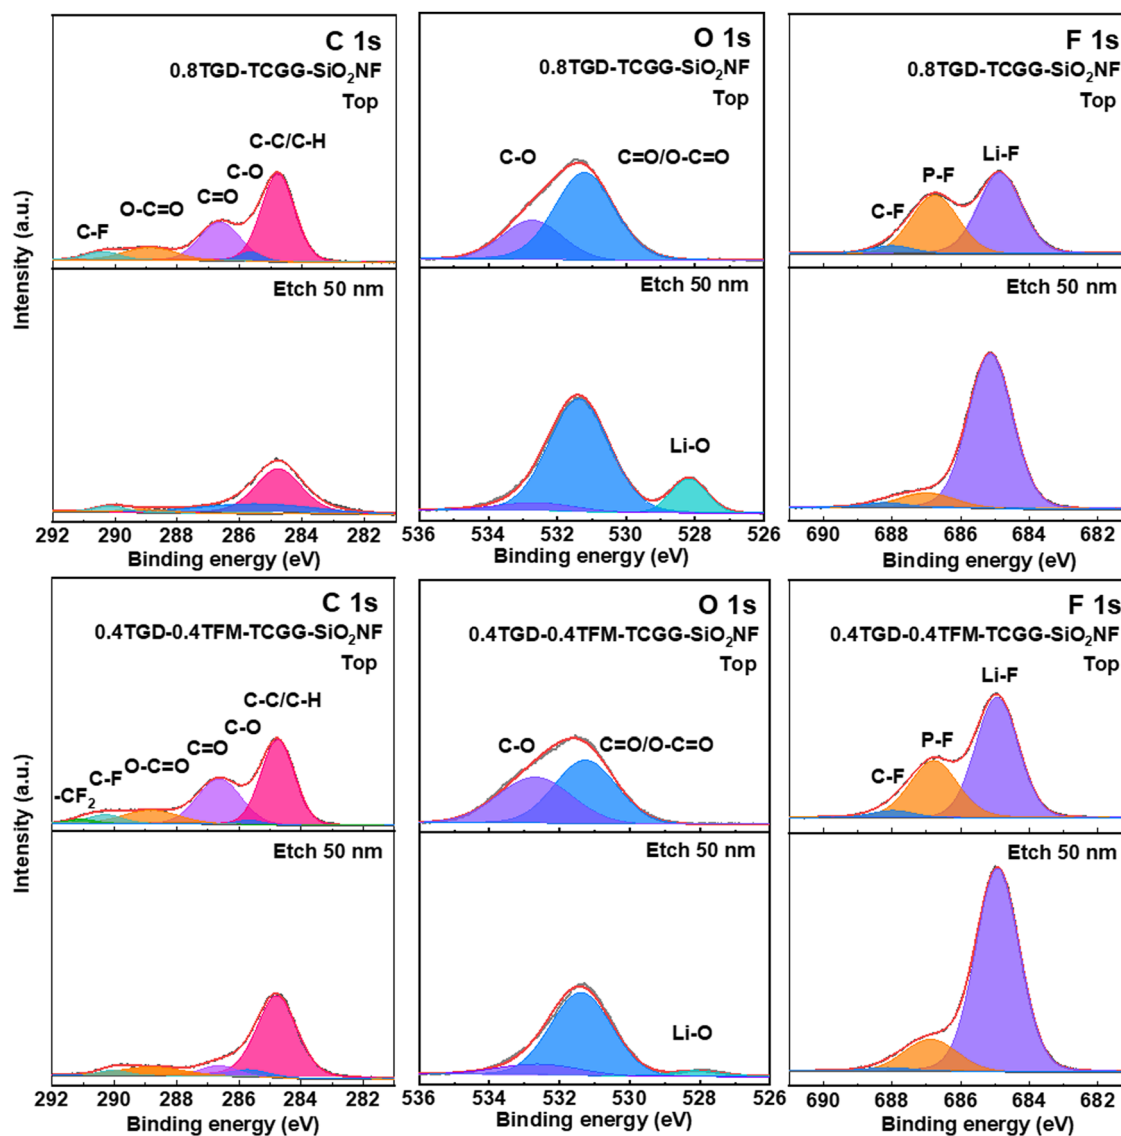 C 1s
0.8TGD-TCGG-SiO₂NF
Top
C-C/C-H
C-O
C=O
O-C=O
C-F
Etch 50 nm
Intensity (a.u.)
292 290 288 286 284 282
Binding energy (eV)
O 1s
0.8TGD-TCGG-SiO₂NF
Top
C-O
C=O/O-C=O
Etch 50 nm
Li-O
536 534 532 530 528 526
Binding energy (eV)
F 1s
0.8TGD-TCGG-SiO₂NF
Top
Li-F
P-F
C-F
Etch 50 nm
690 688 686 684 682
Binding energy (eV)
C 1s
0.4TGD-0.4TFM-TCGG-SiO₂NF
Top
C-C/C-H
C-O
C=O
O-C=O
C-F
-CF₂
Etch 50 nm
Intensity (a.u.)
292 290 288 286 284 282
Binding energy (eV)
O 1s
0.4TGD-0.4TFM-TCGG-SiO₂NF
Top
C-O
C=O/O-C=O
Etch 50 nm
Li-O
536 534 532 530 528 526
Binding energy (eV)
F 1s
0.4TGD-0.4TFM-TCGG-SiO₂NF
Top
Li-F
P-F
C-F
Etch 50 nm
690 688 686 684 682
Binding energy (eV)